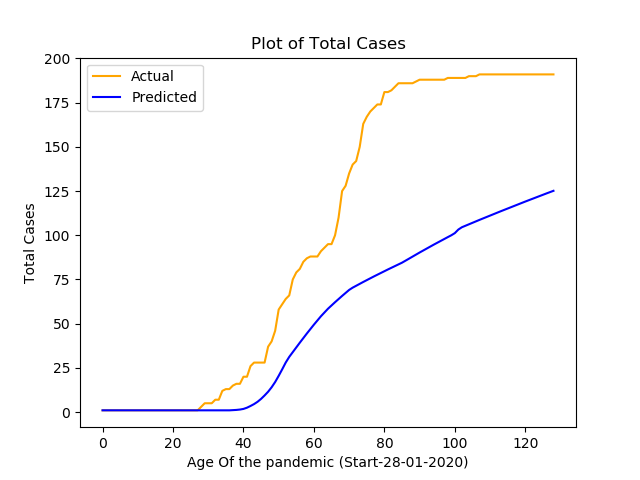 Plot of Total Cases
Actual
Predicted
200
175
150
125
100
75
50
25
0
Total Cases
0 20 40 60 80 100 120
Age Of the pandemic (Start-28-01-2020)